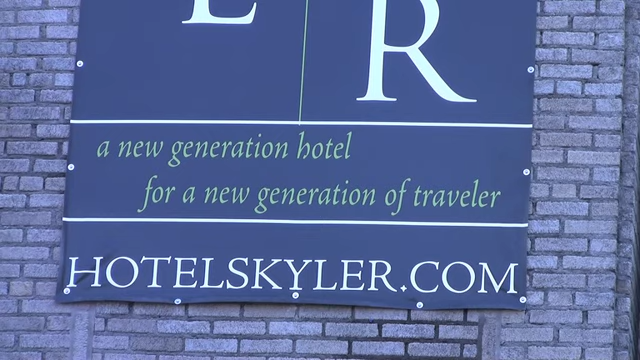 E R
a new generation hotel
for a new generation of traveler
HOTELSKYLER.COM